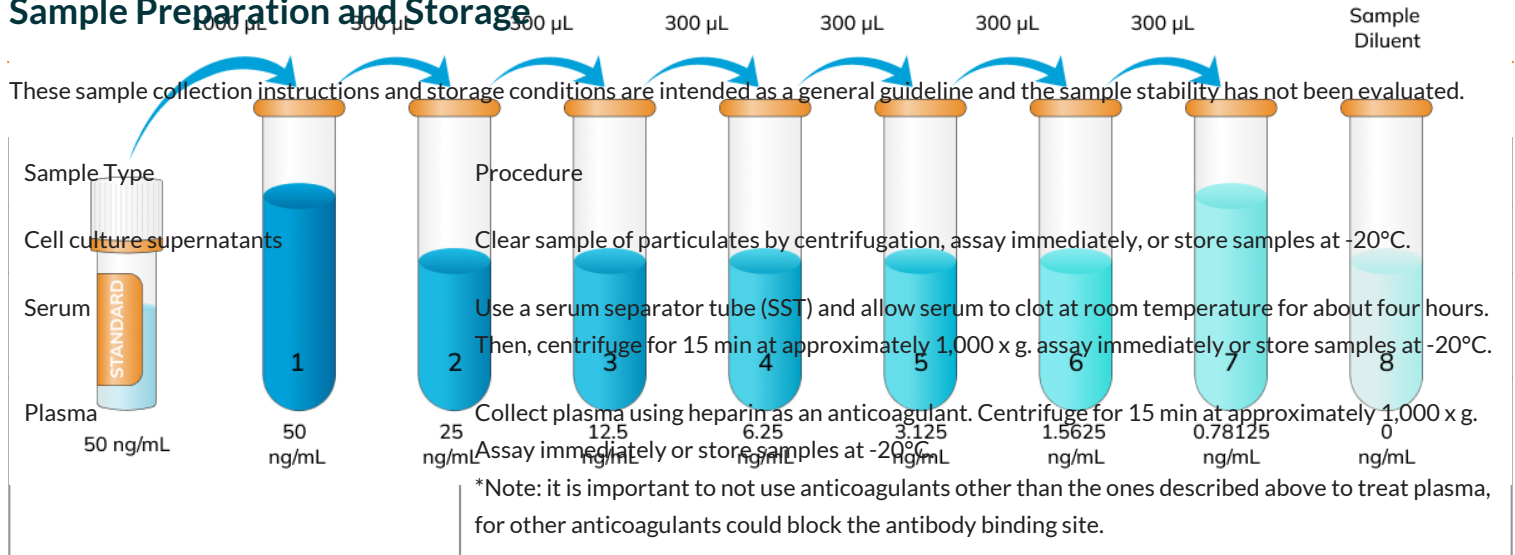 Sample Preparation and Storage
1000 µL 300 µL 300 µL 300 µL 300 µL 300 µL 300 µL
Sample
Diluent
These sample collection instructions and storage conditions are intended as a general guideline and the sample stability has not been evaluated.
Sample Type Procedure
Cell culture supernatants Clear sample of particulates by centrifugation, assay immediately, or store samples at -20°C.
Serum Use a serum separator tube (SST) and allow serum to clot at room temperature for about four hours.
Then, centrifuge for 15 min at approximately 1,000 x g. assay immediately or store samples at -20°C.
STANDARD
1 2 3 4 5 6 7 8
Plasma Collect plasma using heparin as an anticoagulant. Centrifuge for 15 min at approximately 1,000 x g.
Assay immediately or store samples at -20°C.
*Note: it is important to not use anticoagulants other than the ones described above to treat plasma,
for other anticoagulants could block the antibody binding site.
50 ng/mL
50 25 12.5 6.25 3.125 1.5625 0.78125 0
ng/mL ng/mL ng/mL ng/mL ng/mL ng/mL ng/mL ng/mL